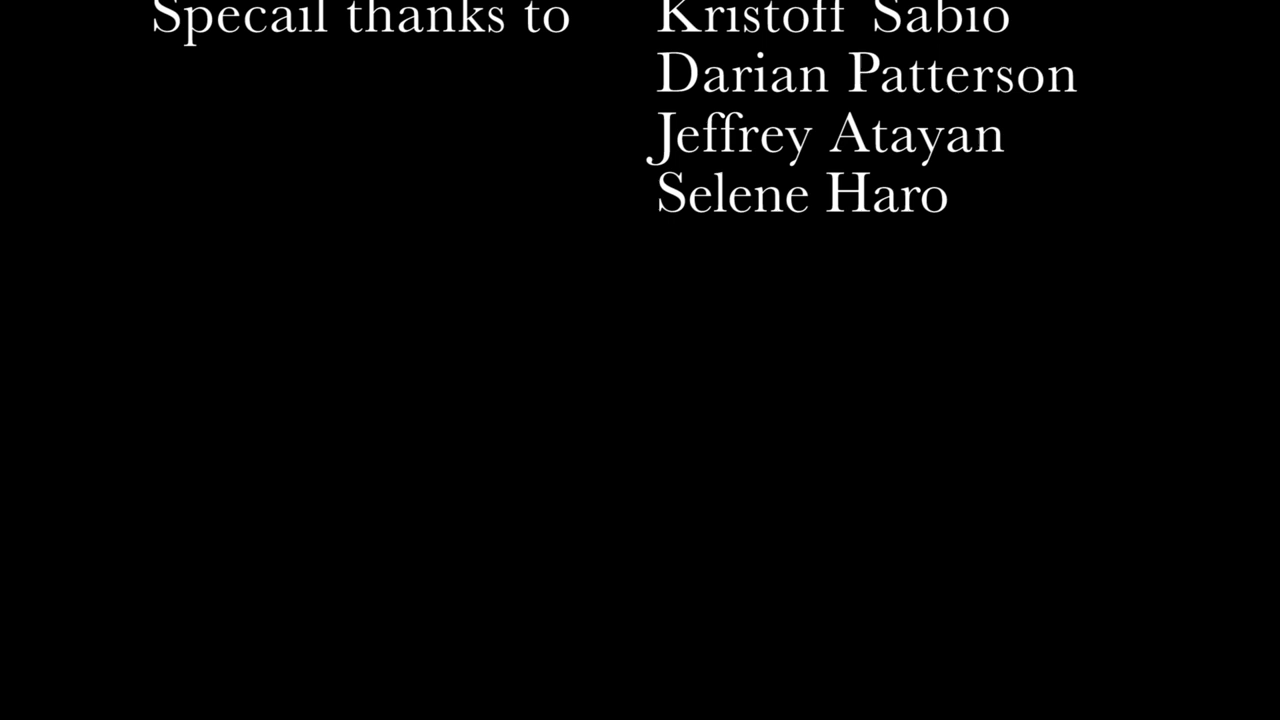 Specail thanks to Kristoff Sabio
Darian Patterson
Jeffrey Atayan
Selene Haro